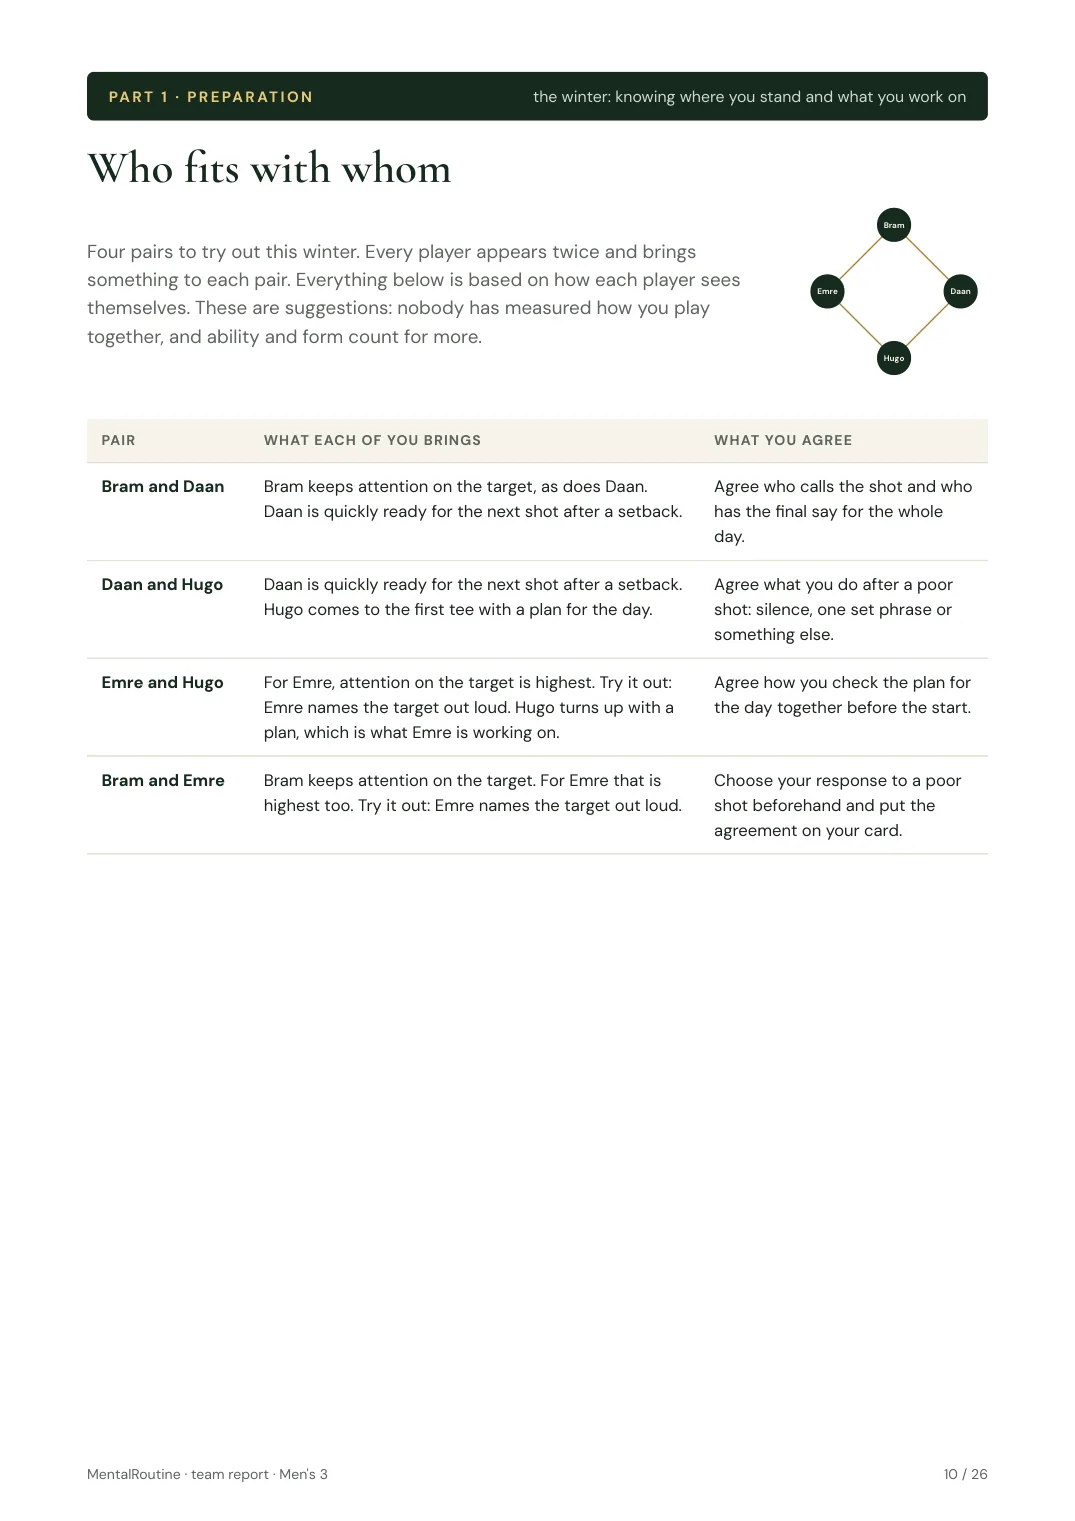 PART 1 · PREPARATION
the winter: knowing where you stand and what you work on
Who fits with whom
Four pairs to try out this winter. Every player appears twice and brings
something to each pair. Everything below is based on how each player sees
themselves. These are suggestions: nobody has measured how you play
together, and ability and form count for more.
Bram
Emre
Daan
Hugo
PAIR
WHAT EACH OF YOU BRINGS
WHAT YOU AGREE
Bram and Daan
Bram keeps attention on the target, as does Daan.
Daan is quickly ready for the next shot after a setback.
Agree who calls the shot and who
has the final say for the whole
day.
Daan and Hugo
Daan is quickly ready for the next shot after a setback.
Hugo comes to the first tee with a plan for the day.
Agree what you do after a poor
shot: silence, one set phrase or
something else.
Emre and Hugo
For Emre, attention on the target is highest. Try it out:
Emre names the target out loud. Hugo turns up with a
plan, which is what Emre is working on.
Agree how you check the plan for
the day together before the start.
Bram and Emre
Bram keeps attention on the target. For Emre that is
highest too. Try it out: Emre names the target out loud.
Choose your response to a poor
shot beforehand and put the
agreement on your card.
MentalRoutine · team report · Men's 3
10 / 26